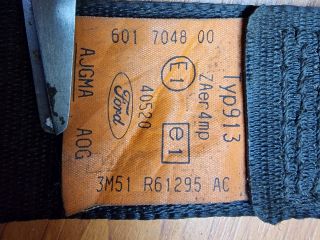 601 7048 00
Typ913
ZAer4mp
E1
e1
40520
Ford
AJGMA AOG
3M51 R61295 AC